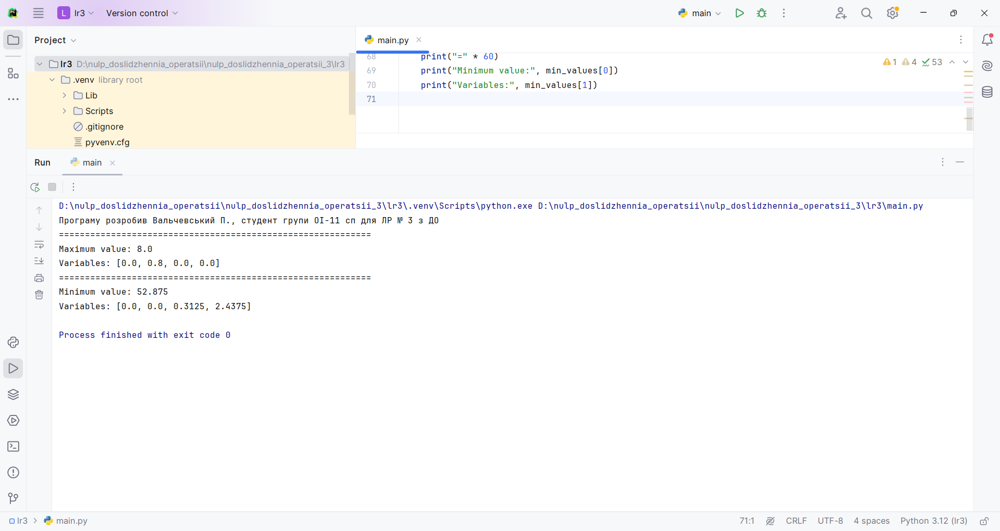 L lr3 Version control main
Project
main.py
lr3 D:\nulp_doslidzhennia_operatsii\nulp_doslidzhennia_operatsii_3\lr3
.venv library root
Lib
Scripts
.gitignore
pyvenv.cfg
68 print("=" * 60)
69 print("Minimum value:", min_values[0])
70 print("Variables:", min_values[1])
71
1 4 53
Run main
D:\nulp_doslidzhennia_operatsii\nulp_doslidzhennia_operatsii_3\lr3\.venv\Scripts\python.exe D:\nulp_doslidzhennia_operatsii\nulp_doslidzhennia_operatsii_3\lr3\main.py
Програму розробив Вальчевський П., студент групи ОІ-11 сп для ЛР № 3 з ДО
============================================================
Maximum value: 8.0
Variables: [0.0, 0.8, 0.0, 0.0]
============================================================
Minimum value: 52.875
Variables: [0.0, 0.0, 0.3125, 2.4375]
Process finished with exit code 0
lr3 > main.py
71:1 CRLF UTF-8 4 spaces Python 3.12 (lr3)